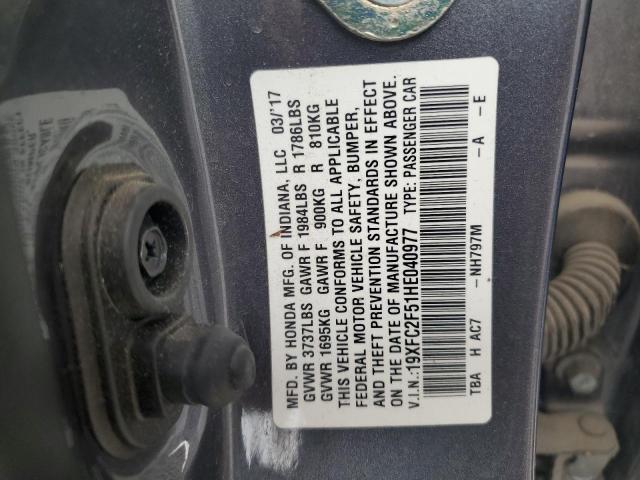 MFD. BY HONDA MFG. OF INDIANA, LLC 03/'17
GVWR 3737LBS GAWR F 1984LBS R 1786LBS
GVWR 1695KG GAWR F 900KG R 810KG
THIS VEHICLE CONFORMS TO ALL APPLICABLE
FEDERAL MOTOR VEHICLE SAFETY, BUMPER,
AND THEFT PREVENTION STANDARDS IN EFFECT
ON THE DATE OF MANUFACTURE SHOWN ABOVE.
V.I.N.:19XFC2F51HE040977 TYPE: PASSENGER CAR
TBA H AC7 -NH797M -A -E